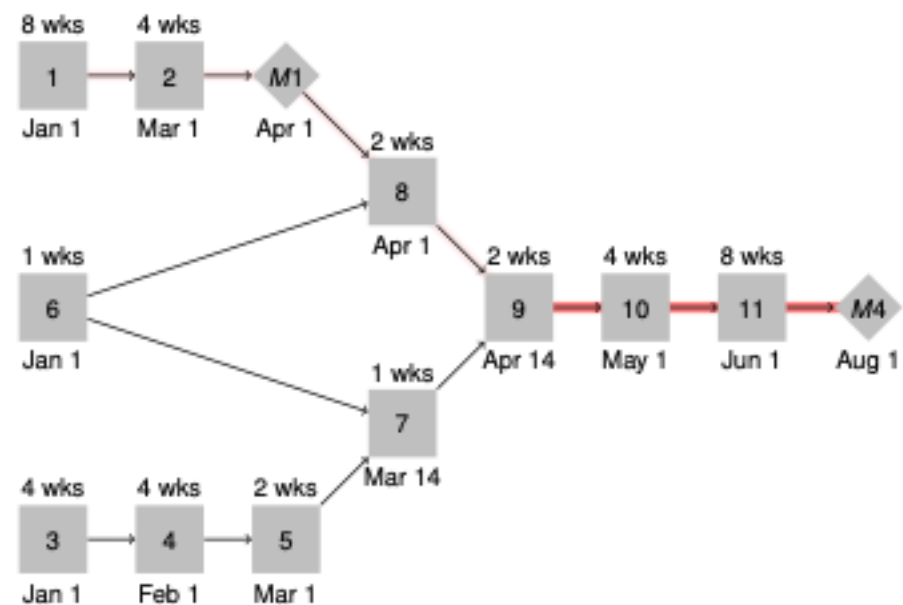 8 wks 4 wks
1 2 M1
Jan 1 Mar 1 Apr 1
2 wks
8
Apr 1
1 wks 2 wks 4 wks 8 wks
6 9 10 11 M4
Jan 1 Apr 14 May 1 Jun 1 Aug 1
1 wks
7
Mar 14
4 wks 4 wks 2 wks
3 4 5
Jan 1 Feb 1 Mar 1